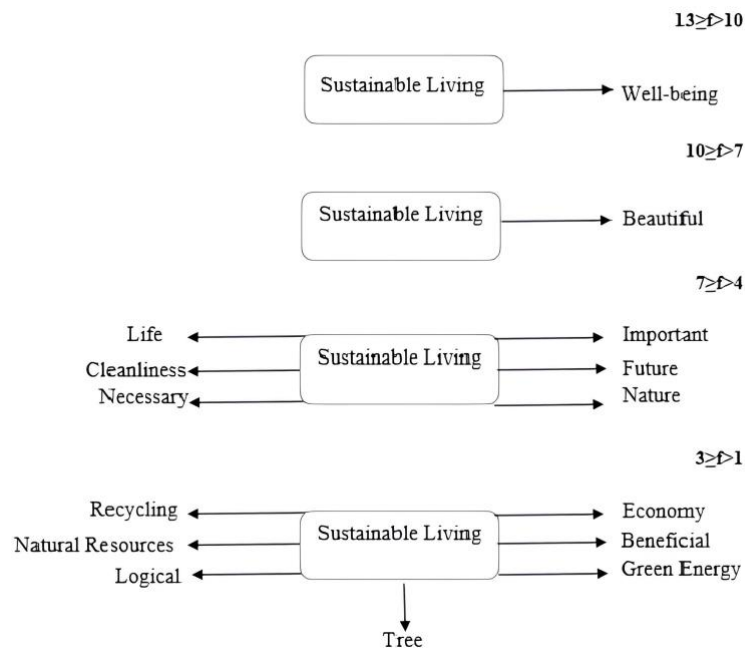 13≥f>10
Sustainable Living
Well-being
10≥f>7
Sustainable Living
Beautiful
7≥f>4
Life
Sustainable Living
Important
Cleanliness
Future
Necessary
Nature
3≥f>1
Recycling
Sustainable Living
Economy
Natural Resources
Beneficial
Logical
Green Energy
Tree